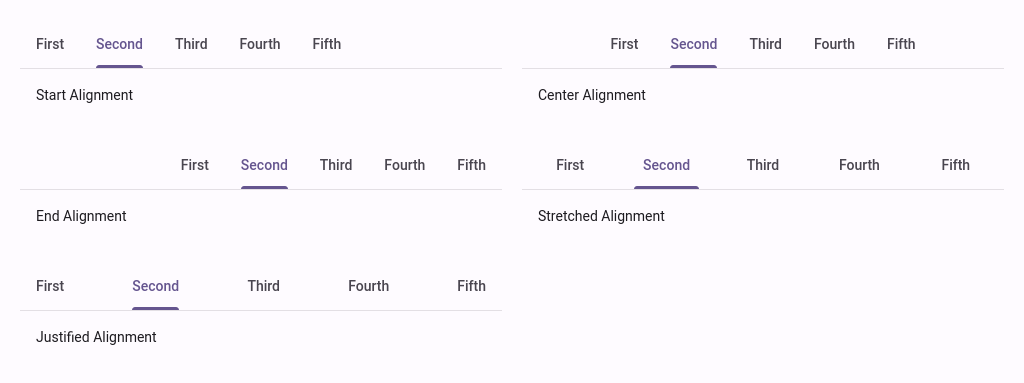 First Second Third Fourth Fifth
Start Alignment
First Second Third Fourth Fifth
Center Alignment
First Second Third Fourth Fifth
End Alignment
First Second Third Fourth Fifth
Stretched Alignment
First Second Third Fourth Fifth
Justified Alignment